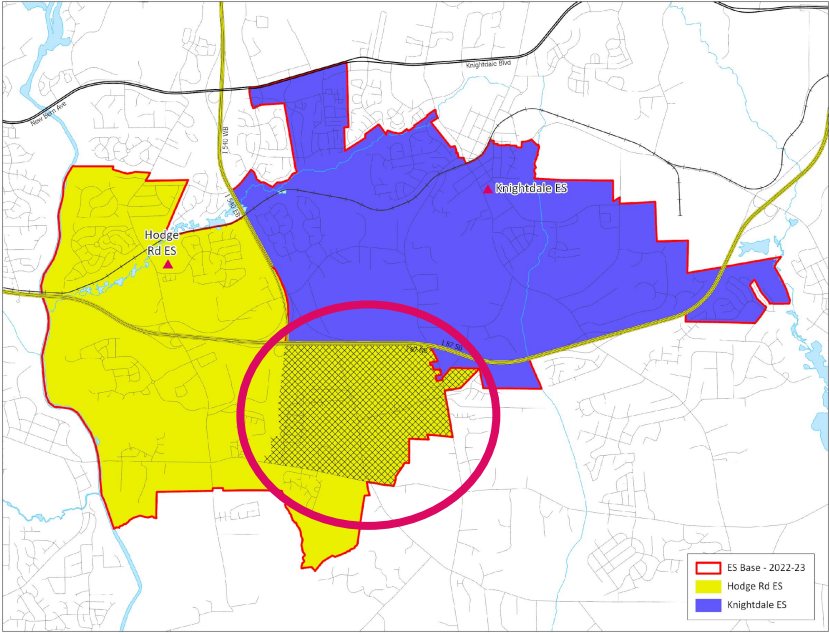 Knightdale Blvd
New Bern Ave
I 540 WB
Knightdale ES
I 540 EB
Hodge
Rd ES
I 87 SB
I 87 NB
ES Base - 2022-23
Hodge Rd ES
Knightdale ES